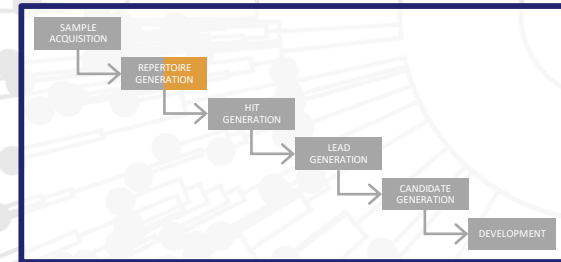 SAMPLE
ACQUISITION
REPERTOIRE
GENERATION
HIT
GENERATION
LEAD
GENERATION
CANDIDATE
GENERATION
DEVELOPMENT